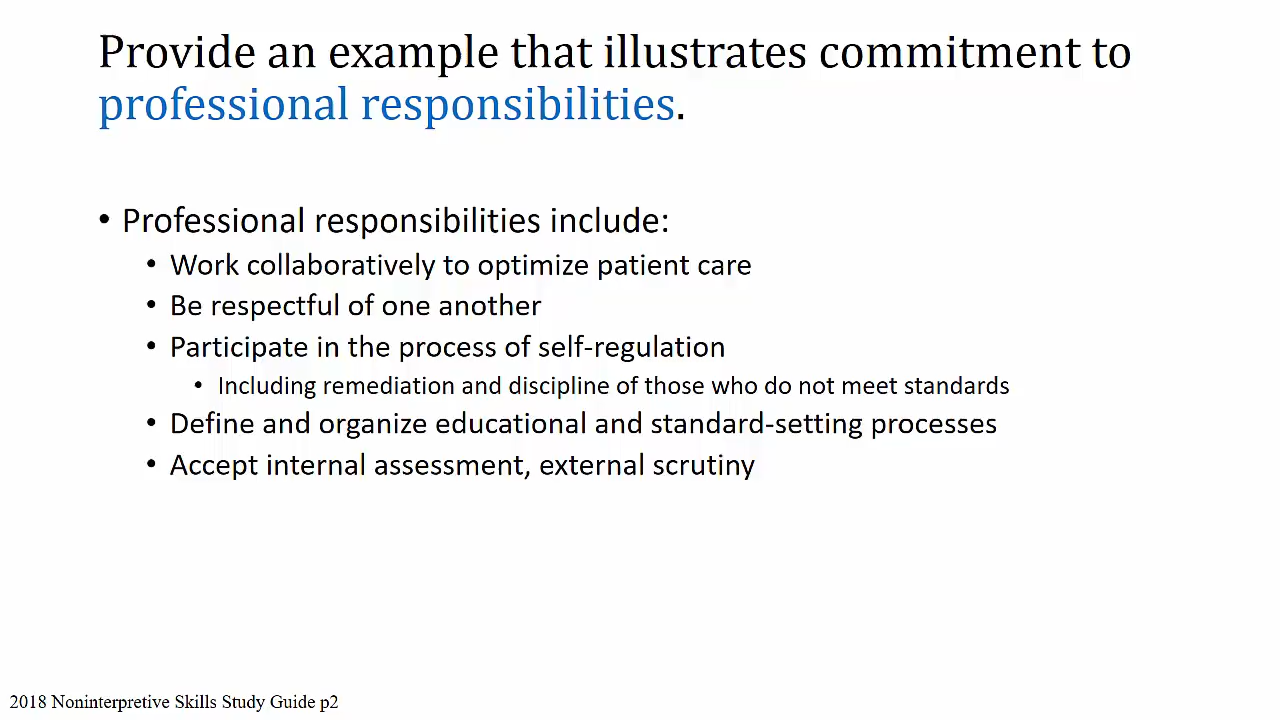 Provide an example that illustrates commitment to
professional responsibilities.
• Professional responsibilities include:
• Work collaboratively to optimize patient care
• Be respectful of one another
• Participate in the process of self-regulation
• Including remediation and discipline of those who do not meet standards
• Define and organize educational and standard-setting processes
• Accept internal assessment, external scrutiny
2018 Noninterpretive Skills Study Guide p2